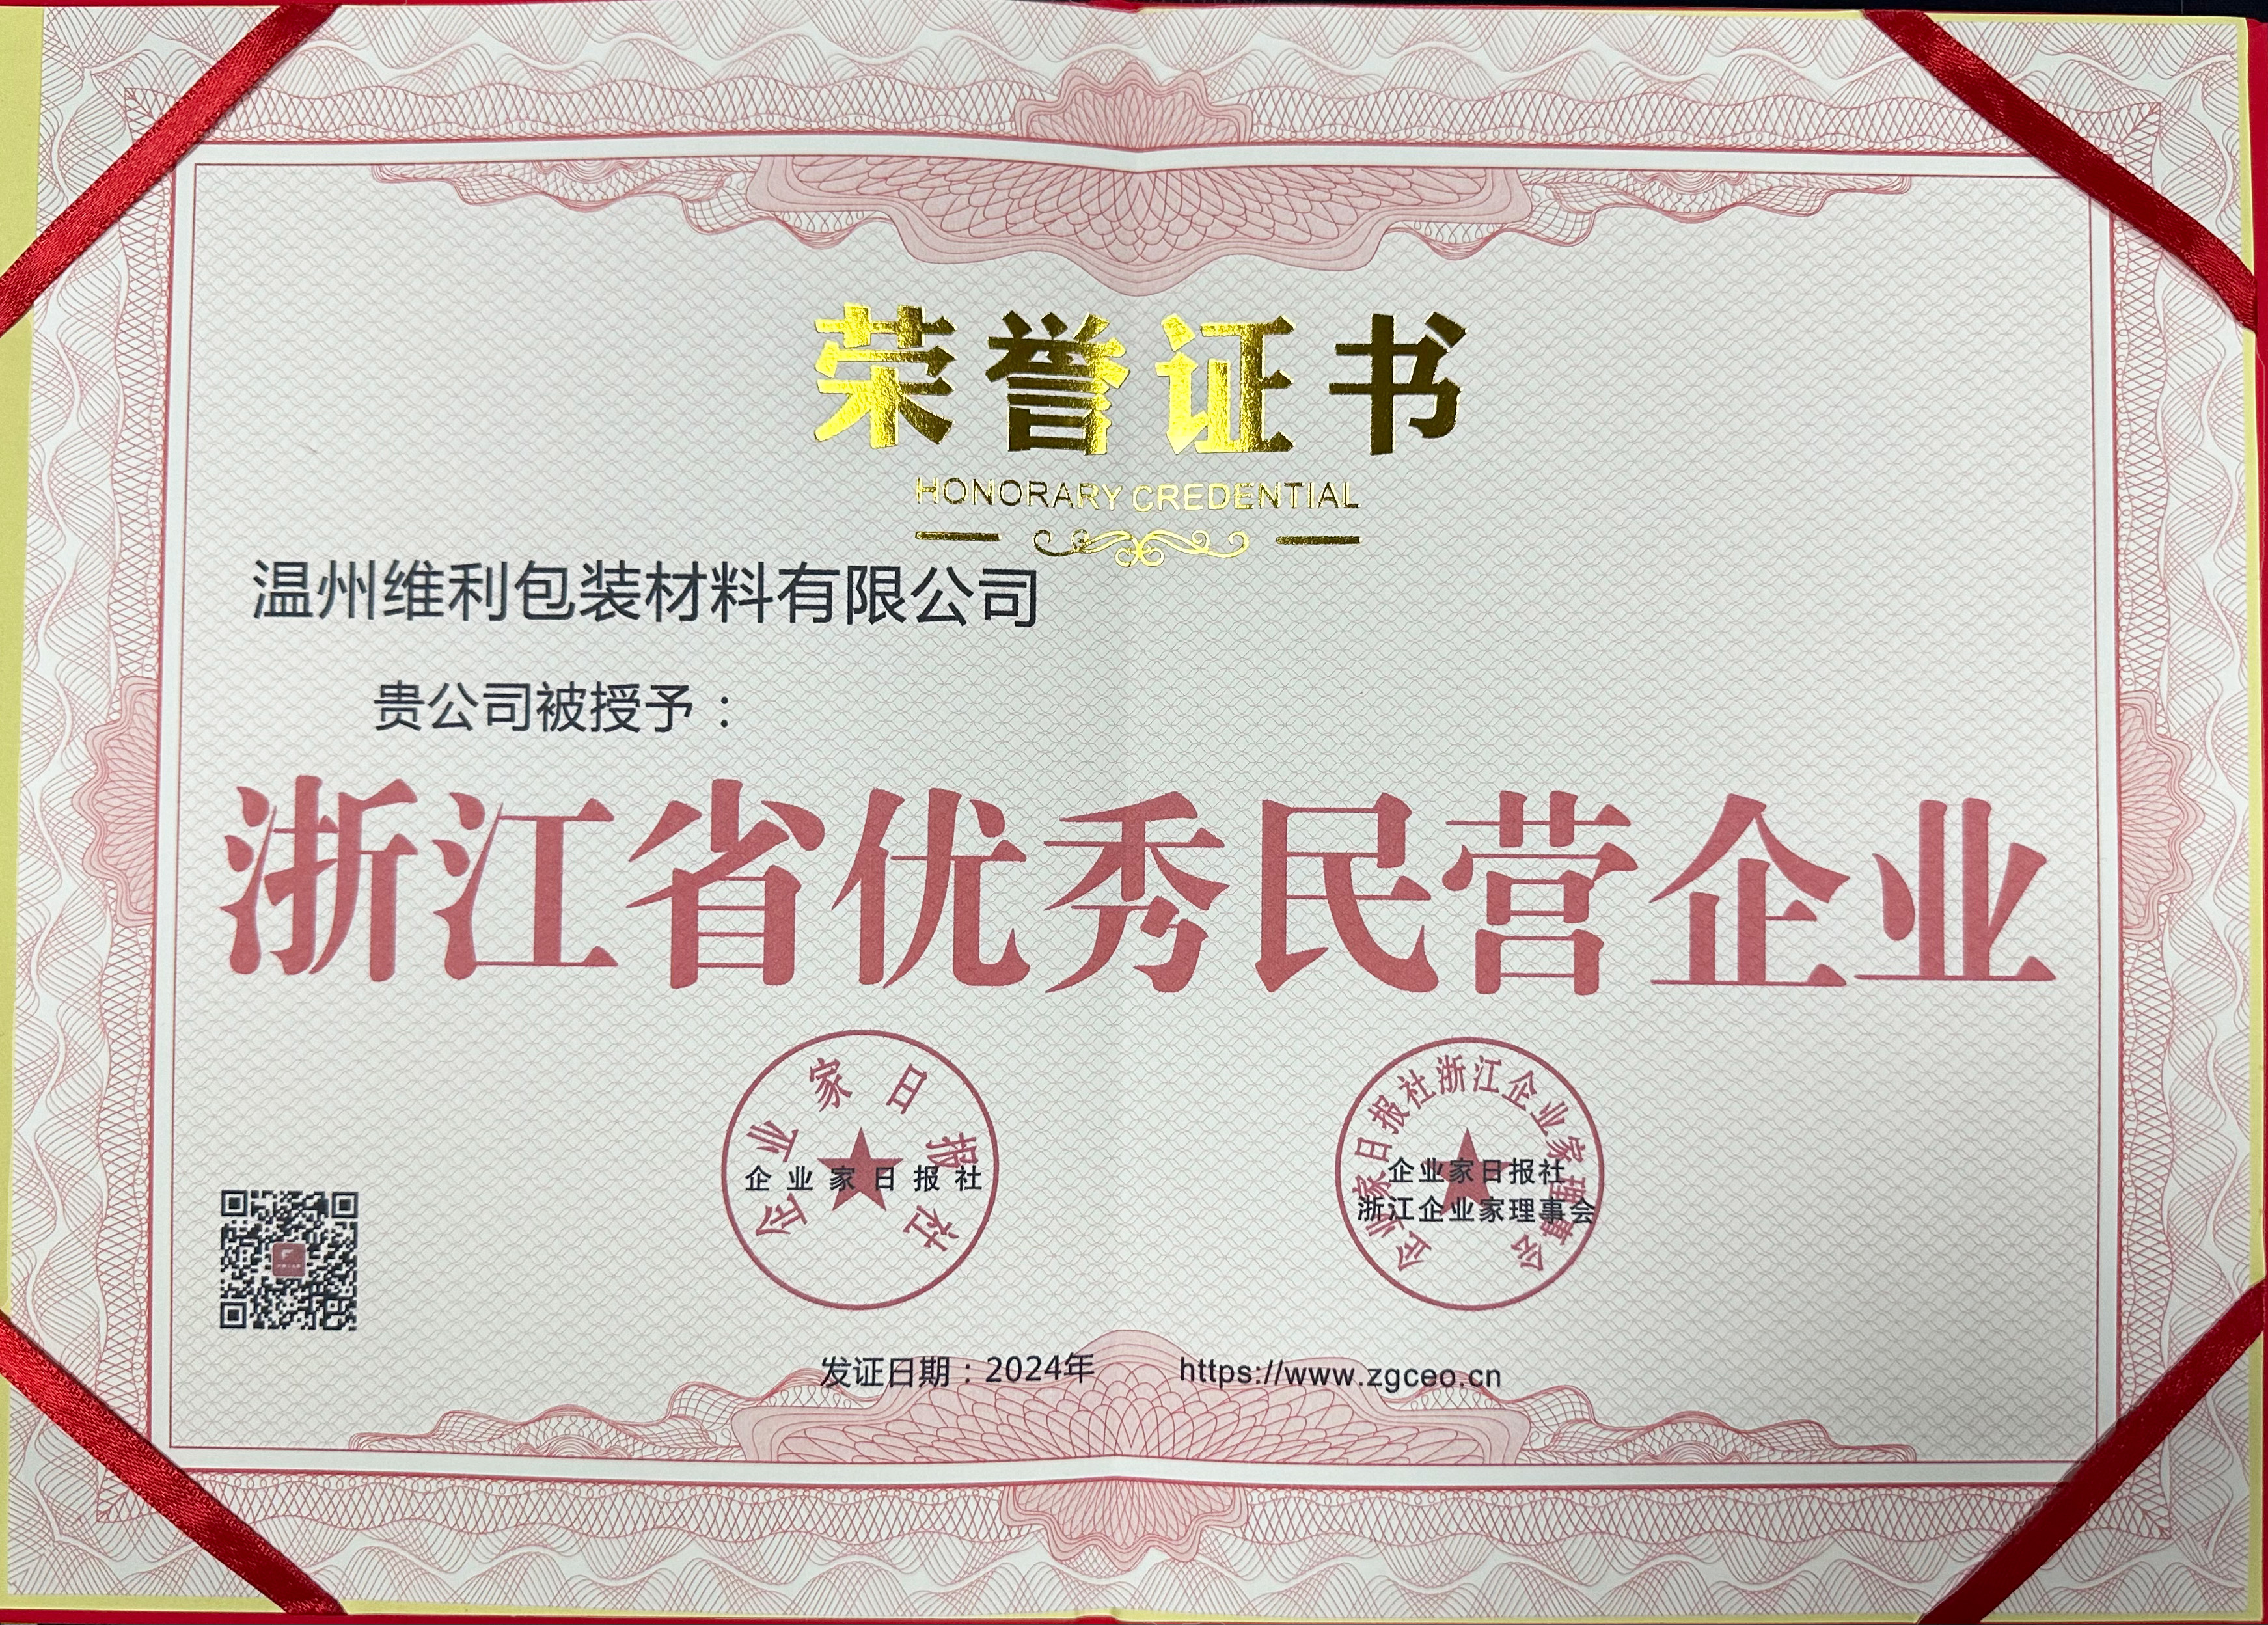 荣誉证书
HONORARY CREDENTIAL
温州维利包装材料有限公司
贵公司被授予：
浙江省优秀民营企业
企业家日报社
企业家日报社
企业家日报社浙江企业家理事会
企业家日报社
浙江企业家理事会
发证日期：2024年 https://www.zgceo.cn